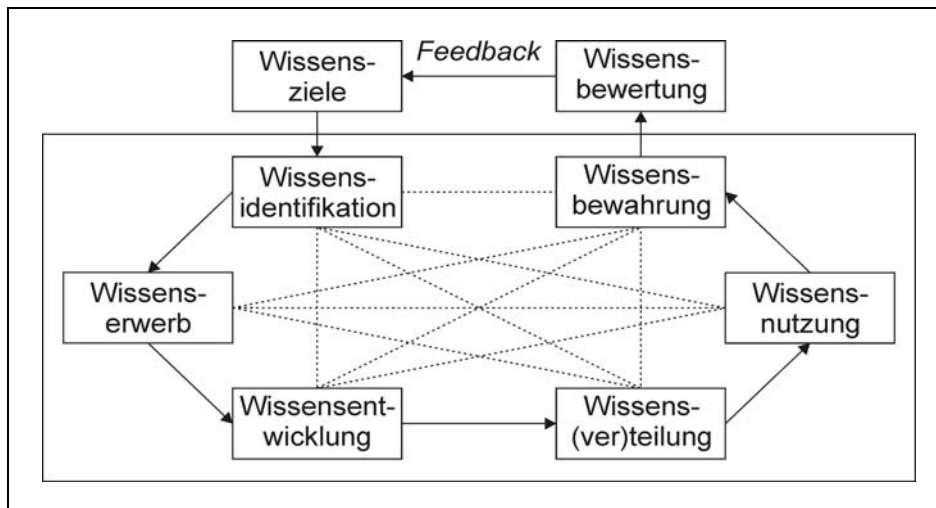 Wissens-
ziele
Feedback
Wissens-
bewertung
Wissens-
identifikation
Wissens-
bewahrung
Wissens-
erwerb
Wissens-
nutzung
Wissensent-
wicklung
Wissens-
(ver)teilung